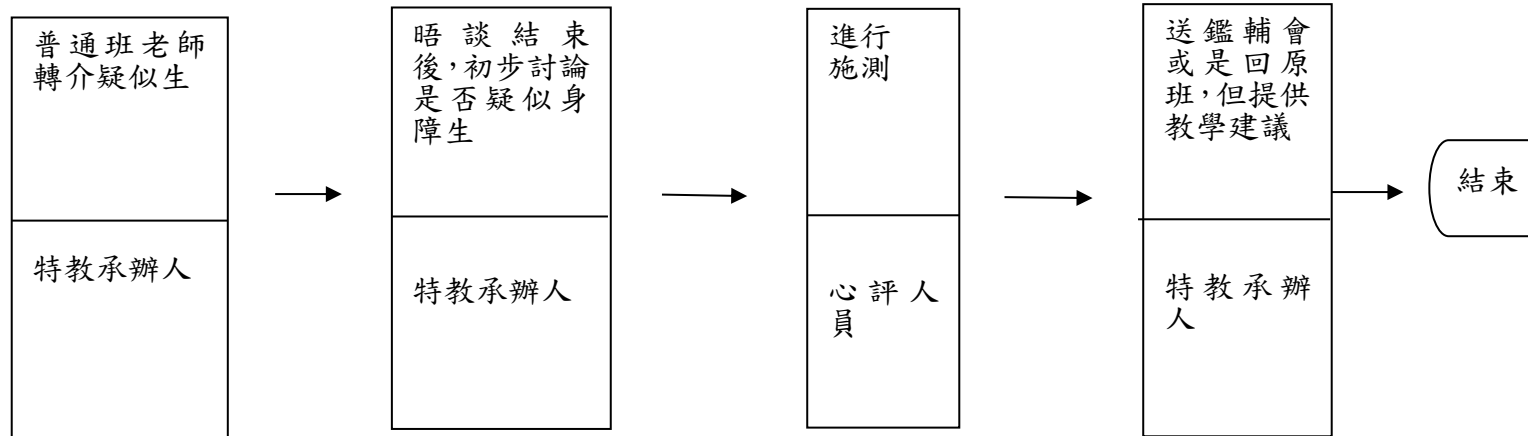 普通班老師
轉介疑似生
特教承辦人
晤談結束
後,初步討論
是否疑似身
障生
特教承辦人
進行
施測
心評人
員
送鑑輔會
或是回原
班,但提供
教學建議
特教承辦
人
結束